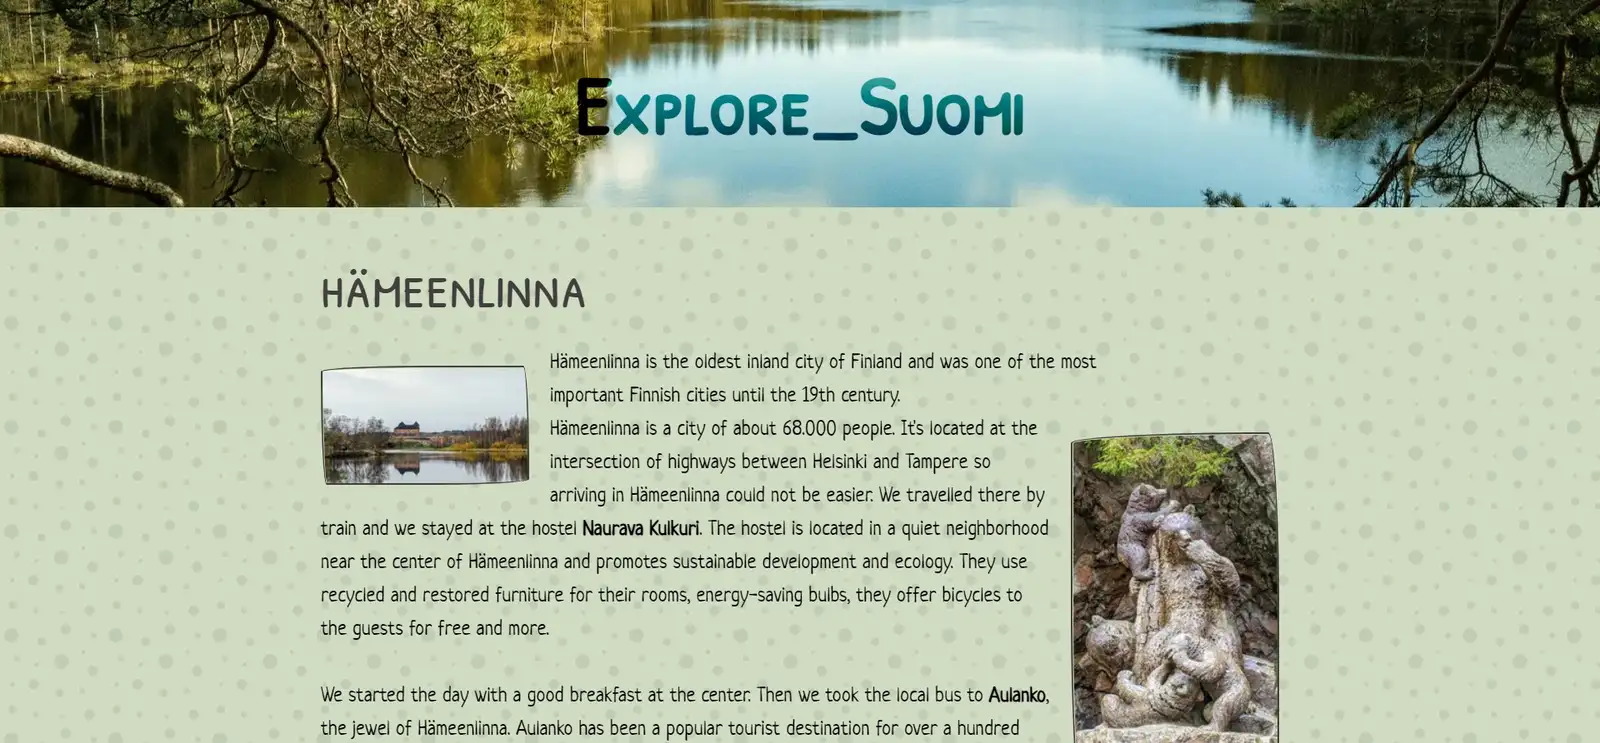 Explore_Suomi
HÄMEENLINNA
Hämeenlinna is the oldest inland city of Finland and was one of the most
important Finnish cities until the 19th century.
Hämeenlinna is a city of about 68.000 people. It's located at the
intersection of highways between Helsinki and Tampere so
arriving in Hämeenlinna could not be easier. We travelled there by
train and we stayed at the hostel Naurava Kulkuri. The hostel is located in a quiet neighborhood
near the center of Hämeenlinna and promotes sustainable development and ecology. They use
recycled and restored furniture for their rooms, energy-saving bulbs, they offer bicycles to
the guests for free and more.
We started the day with a good breakfast at the center. Then we took the local bus to Aulanko,
the jewel of Hämeenlinna. Aulanko has been a popular tourist destination for over a hundred